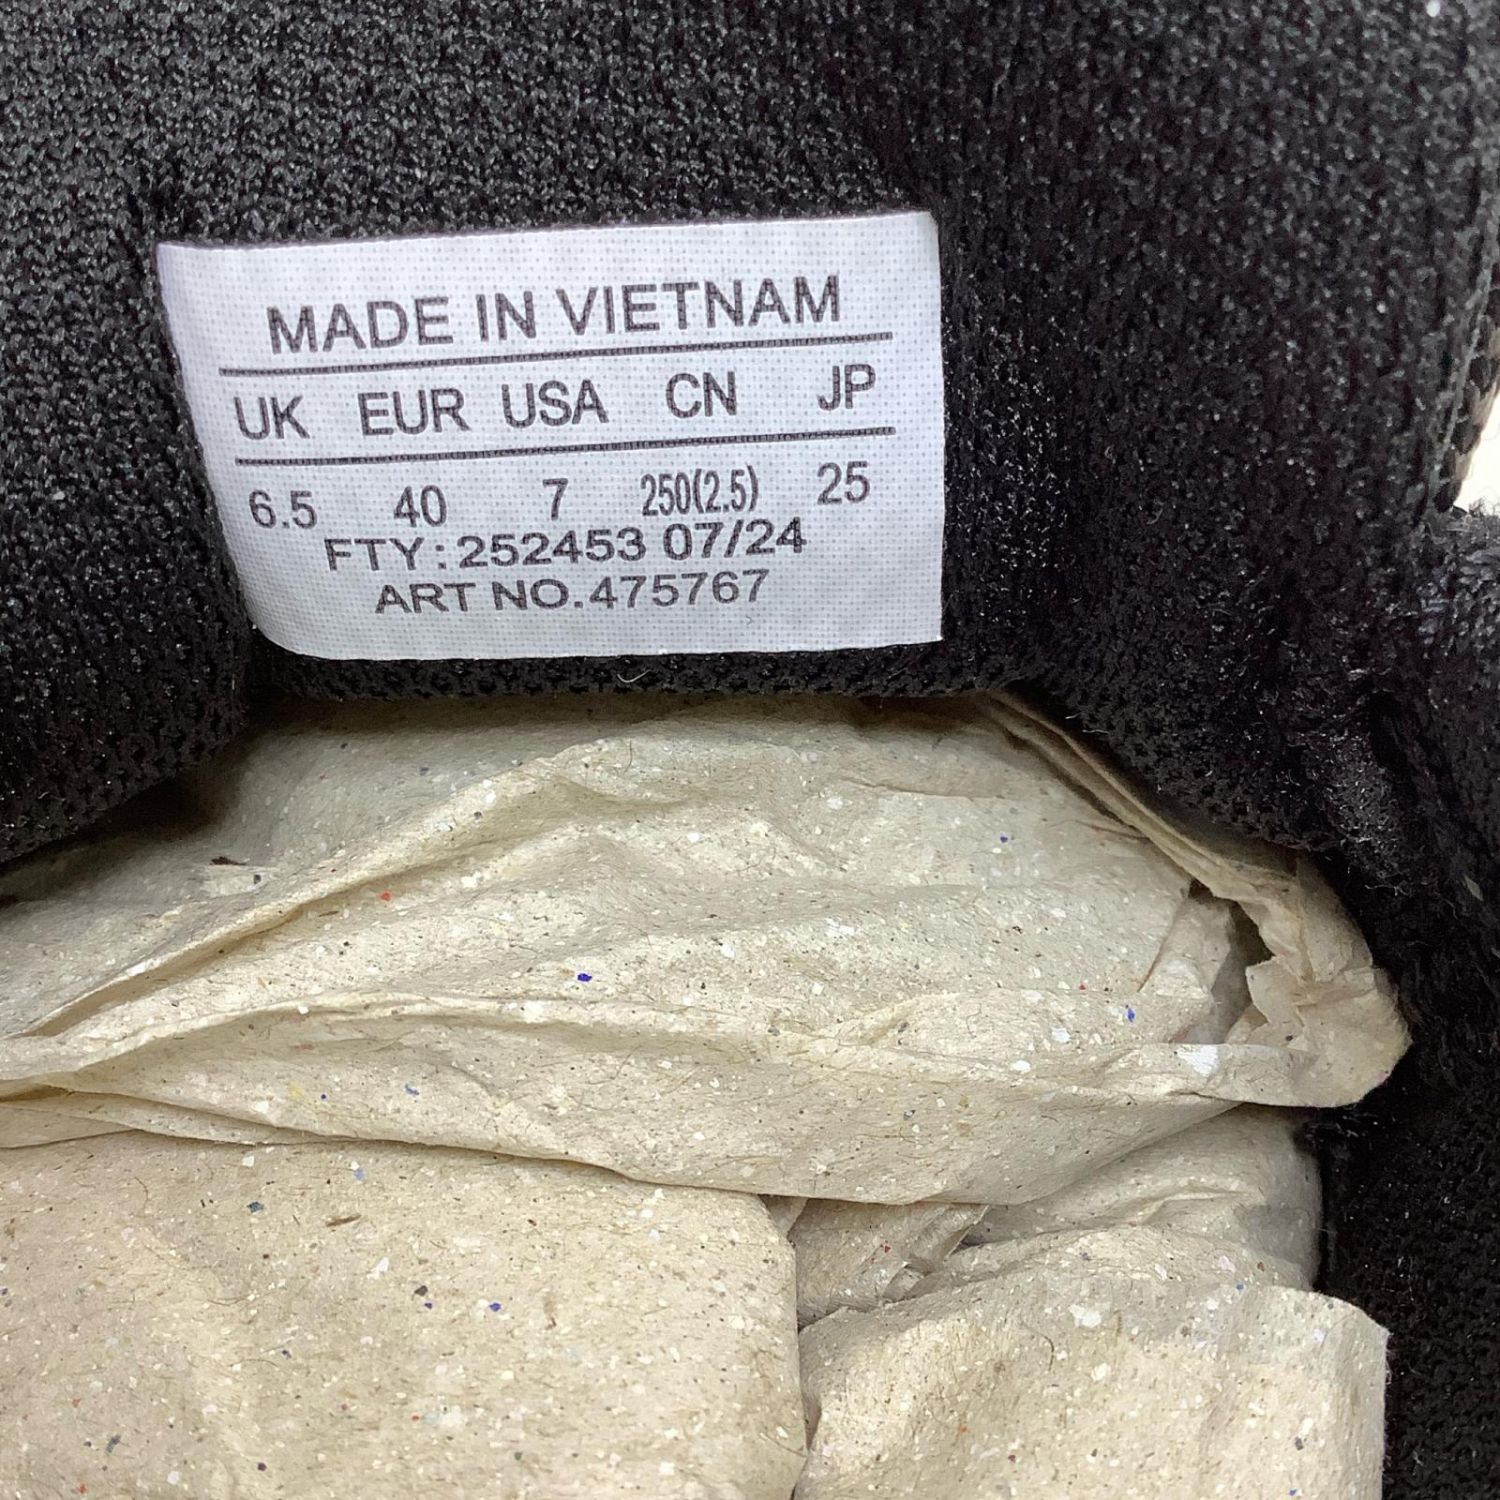 MADE IN VIETNAM
UK EUR USA CN JP
6.5 40 7 250(2.5) 25
FTY: 252453 07/24
ART NO. 475767